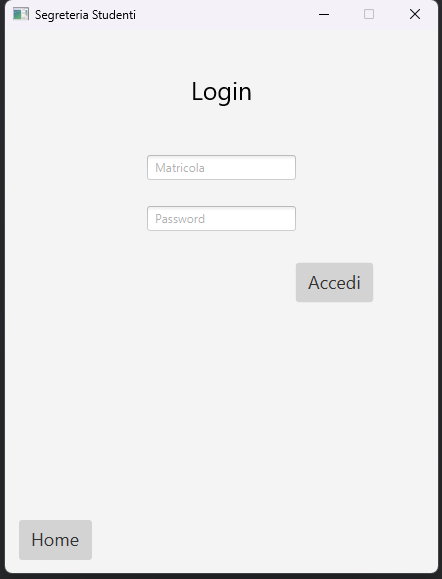 Segreteria Studenti
Login
Matricola
Password
Accedi
Home